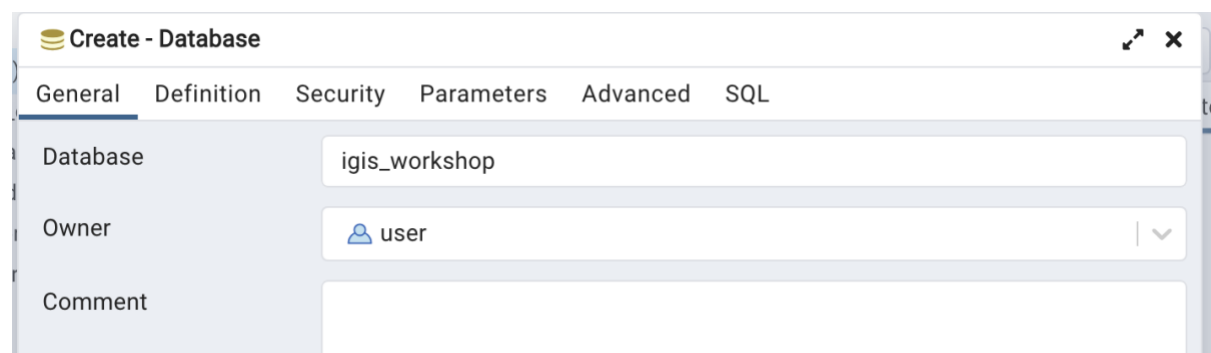 Create - Database
General Definition Security Parameters Advanced SQL
Database igis_workshop
Owner user
Comment